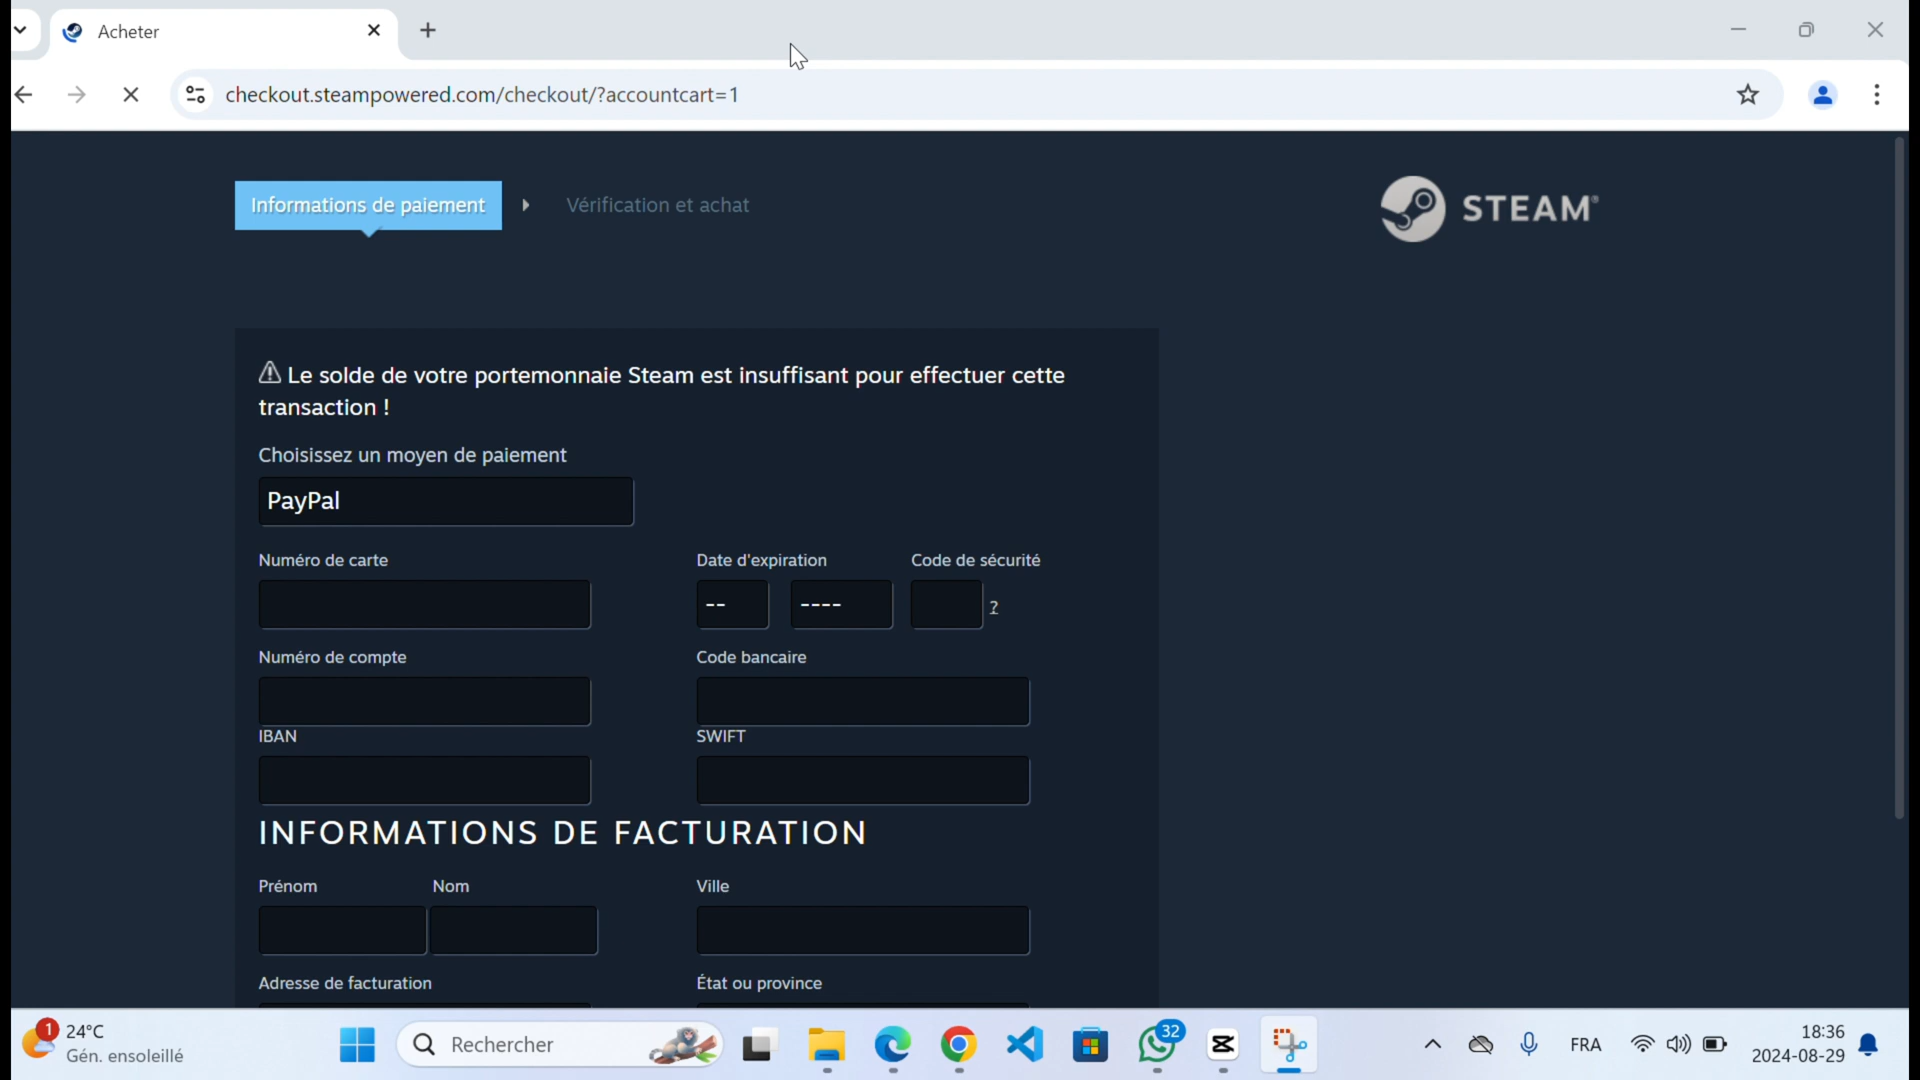 Acheter
checkout.steampowered.com/checkout/?accountcart=1
Informations de paiement
Vérification et achat
STEAM®
Le solde de votre portemonnaie Steam est insuffisant pour effectuer cette
transaction !
Choisissez un moyen de paiement
PayPal
Numéro de carte
Date d'expiration
Code de sécurité
--
----
?
Numéro de compte
Code bancaire
IBAN
SWIFT
INFORMATIONS DE FACTURATION
Prénom
Nom
Ville
Adresse de facturation
État ou province
1
24°C
Gén. ensoleillé
Rechercher
32
FRA
18:36
2024-08-29